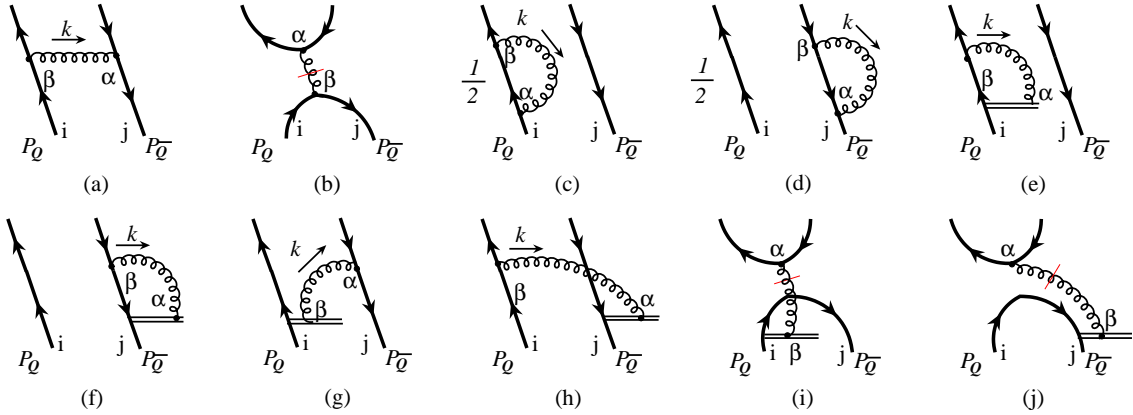 k β α i j P_Q P_Q̅
(a)
α β i j P_Q P_Q̅
(b)
1/2 k β α i j P_Q P_Q̅
(c)
1/2 k β α i j P_Q P_Q̅
(d)
k β α i j P_Q P_Q̅
(e)
k β α i j P_Q P_Q̅
(f)
k α β i j P_Q P_Q̅
(g)
k β α i j P_Q P_Q̅
(h)
α i β j P_Q P_Q̅
(i)
α β i j P_Q P_Q̅
(j)